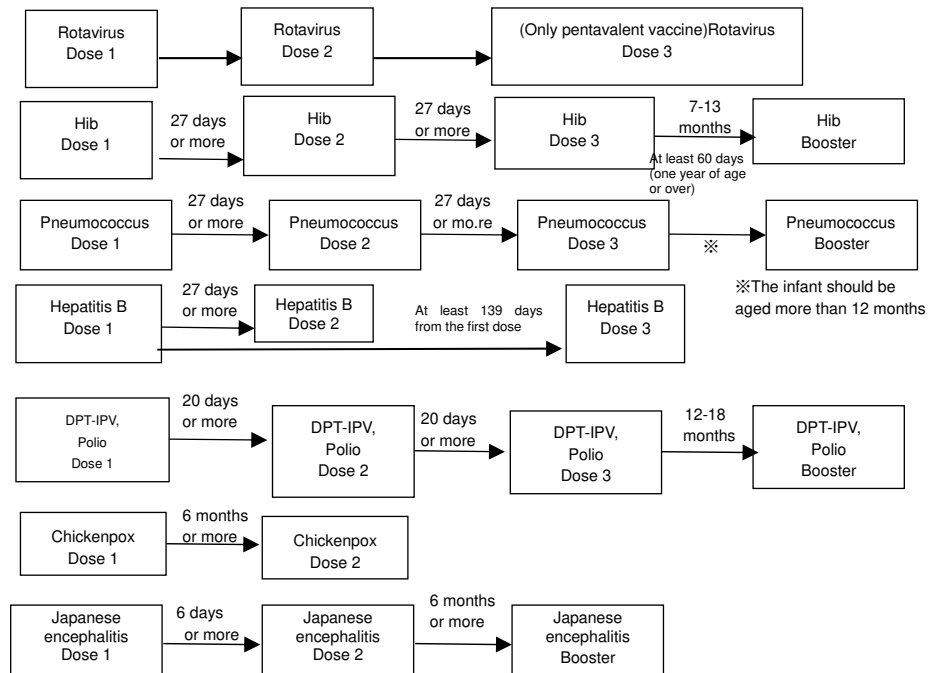 Rotavirus
Dose 1
Rotavirus
Dose 2
(Only pentavalent vaccine)Rotavirus
Dose 3
Hib
Dose 1
27 days
or more
Hib
Dose 2
27 days
or more
Hib
Dose 3
7-13
months
At least 60 days
(one year of age
or over)
Hib
Booster
Pneumococcus
Dose 1
27 days
or more
Pneumococcus
Dose 2
27 days
or mo.re
Pneumococcus
Dose 3
※
Pneumococcus
Booster
※The infant should be
aged more than 12 months
Hepatitis B
Dose 1
27 days
or more
Hepatitis B
Dose 2
At least 139 days
from the first dose
Hepatitis B
Dose 3
DPT-IPV,
Polio
Dose 1
20 days
or more
DPT-IPV,
Polio
Dose 2
20 days
or more
DPT-IPV,
Polio
Dose 3
12-18
months
DPT-IPV,
Polio
Booster
Chickenpox
Dose 1
6 months
or more
Chickenpox
Dose 2
Japanese
encephalitis
Dose 1
6 days
or more
Japanese
encephalitis
Dose 2
6 months
or more
Japanese
encephalitis
Booster